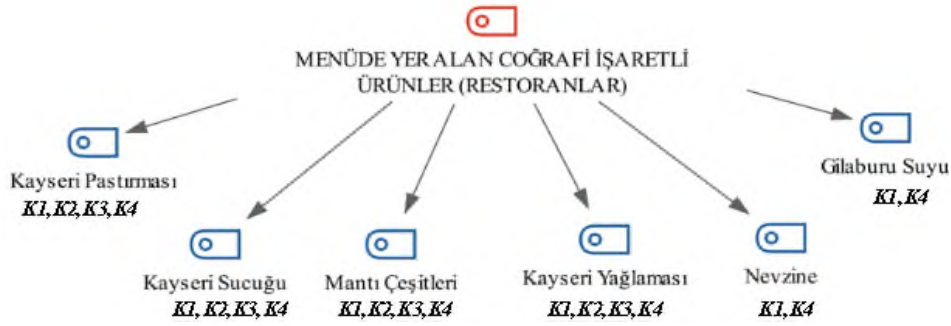 MENÜDE YER ALAN COĞRAFİ İŞARETLİ
ÜRÜNLER (RESTORANLAR)
Kayseri Pastırması
K1,K2,K3,K4
Gilaburu Suyu
K1,K4
Kayseri Sucuğu
K1,K2,K3,K4
Mantı Çeşitleri
K1,K2,K3,K4
Kayseri Yağlaması
K1,K2,K3,K4
Nevzine
K1,K4